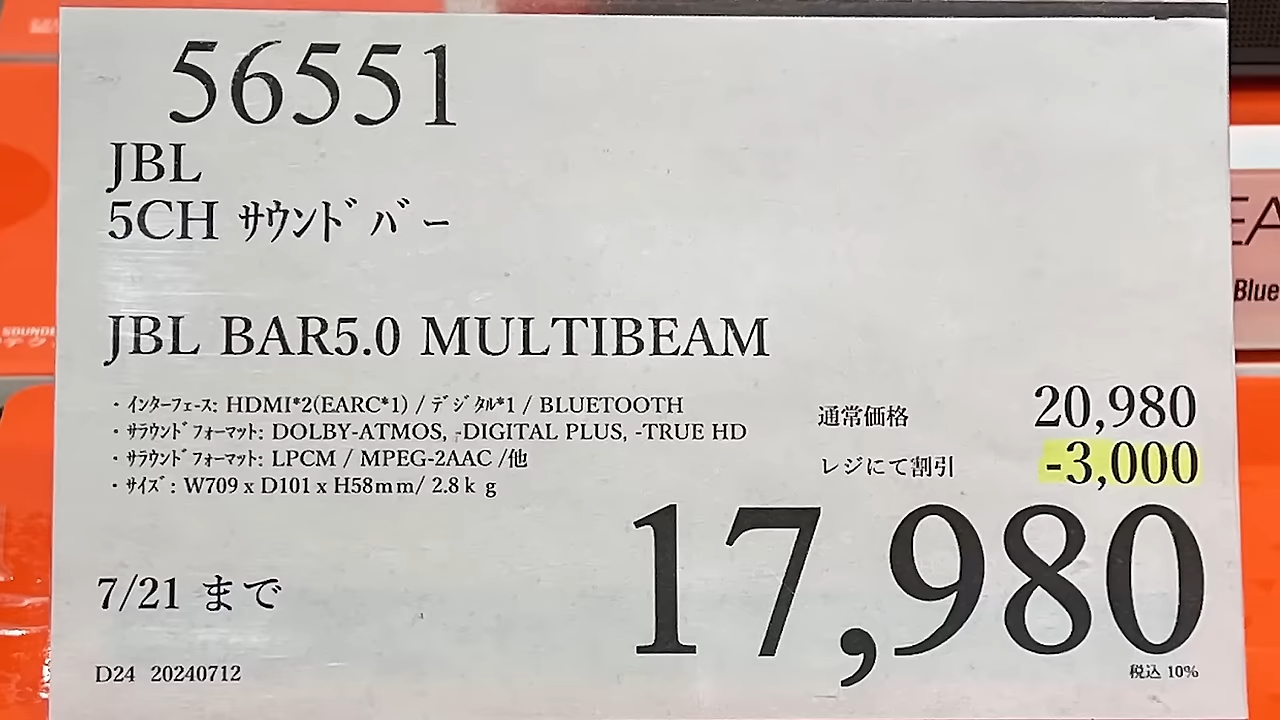 56551
JBL
5CH サウンドバー
JBL BAR5.0 MULTIBEAM
・インターフェース: HDMI*2(EARC*1) / デジタル*1 / BLUETOOTH
・サラウンドフォーマット: DOLBY-ATMOS, -DIGITAL PLUS, -TRUE HD
・サラウンドフォーマット: LPCM / MPEG-2AAC /他
・サイズ: W709 x D101 x H58mm/ 2.8kg
通常価格 20,980
レジにて割引 -3,000
17,980
7/21 まで
D24 20240712
税込 10%
EA
Blue